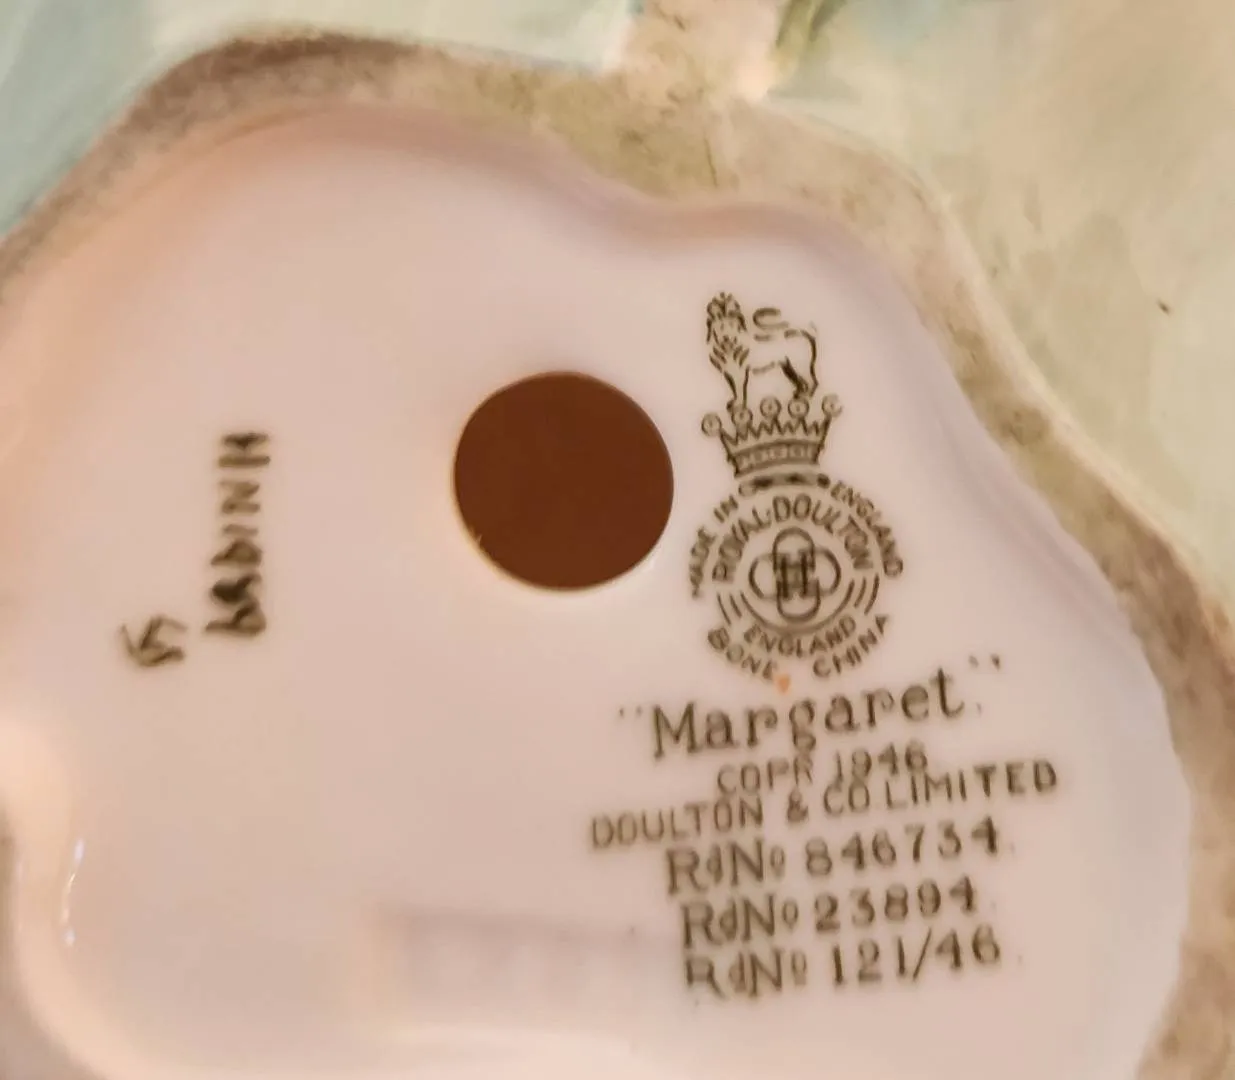 MADE IN ENGLAND
ROYAL DOULTON
ENGLAND
BONE CHINA
"Margaret".
COPR 1946
DOULTON & CO. LIMITED
RdNo 846734.
RdNo 23894.
RdNo 121/46.